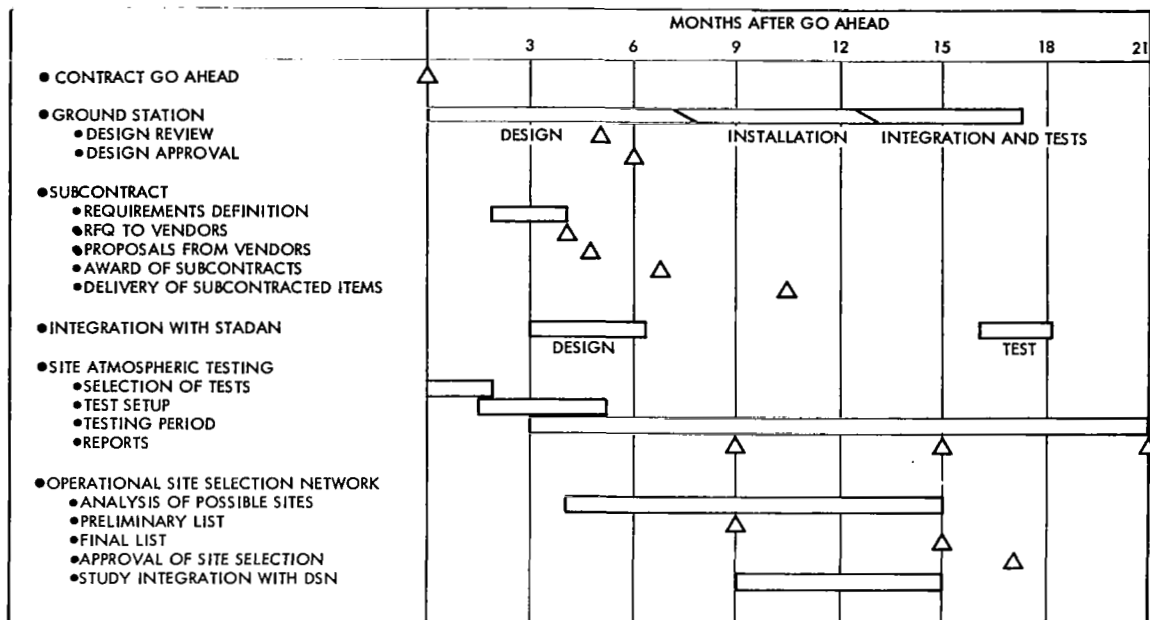 MONTHS AFTER GO AHEAD
3 6 9 12 15 18 21
● CONTRACT GO AHEAD
● GROUND STATION
● DESIGN REVIEW
● DESIGN APPROVAL
DESIGN INSTALLATION INTEGRATION AND TESTS
● SUBCONTRACT
● REQUIREMENTS DEFINITION
● RFQ TO VENDORS
● PROPOSALS FROM VENDORS
● AWARD OF SUBCONTRACTS
● DELIVERY OF SUBCONTRACTED ITEMS
● INTEGRATION WITH STADAN
DESIGN TEST
● SITE ATMOSPHERIC TESTING
● SELECTION OF TESTS
● TEST SETUP
● TESTING PERIOD
● REPORTS
● OPERATIONAL SITE SELECTION NETWORK
● ANALYSIS OF POSSIBLE SITES
● PRELIMINARY LIST
● FINAL LIST
● APPROVAL OF SITE SELECTION
● STUDY INTEGRATION WITH DSN